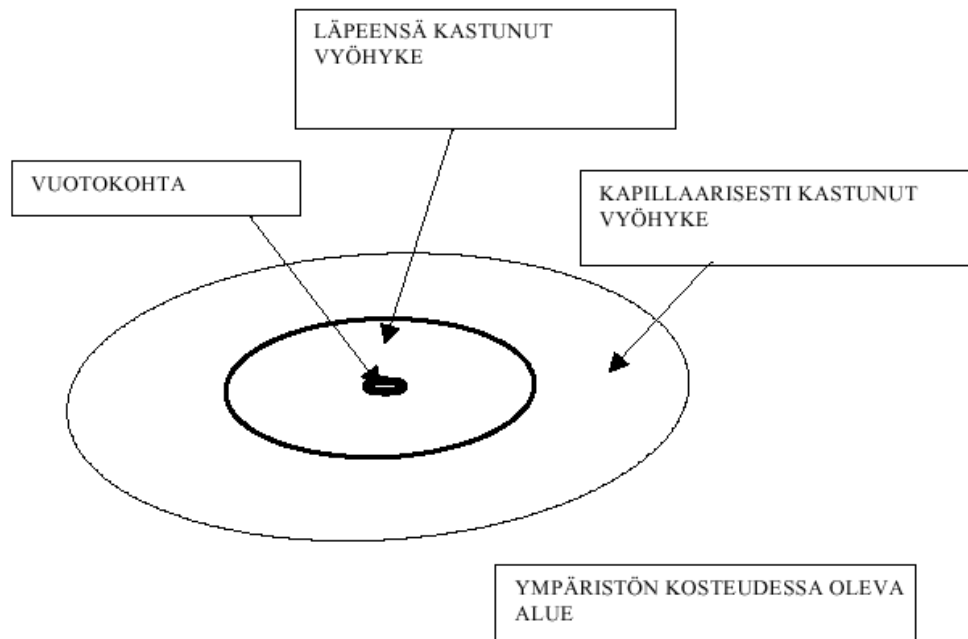 LÄPEENSÄ KASTUNUT
VYÖHYKE
VUOTOKOHTA
KAPILLAARISESTI KASTUNUT
VYÖHYKE
YMPÄRISTÖN KOSTEUDESSA OLEVA
ALUE